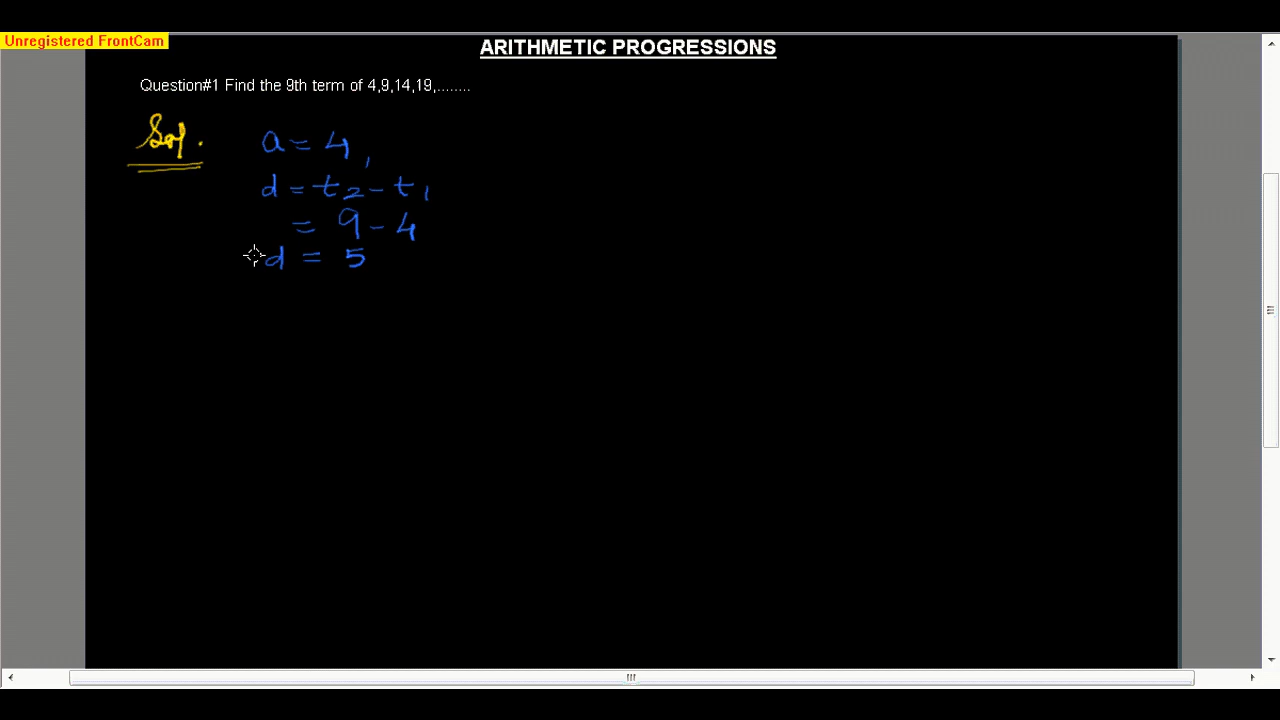 Unregistered FrontCam
ARITHMETIC PROGRESSIONS
Question#1 Find the 9th term of 4,9,14,19,........
Sol.
a = 4,
d = t2 - t1
= 9 - 4
d = 5